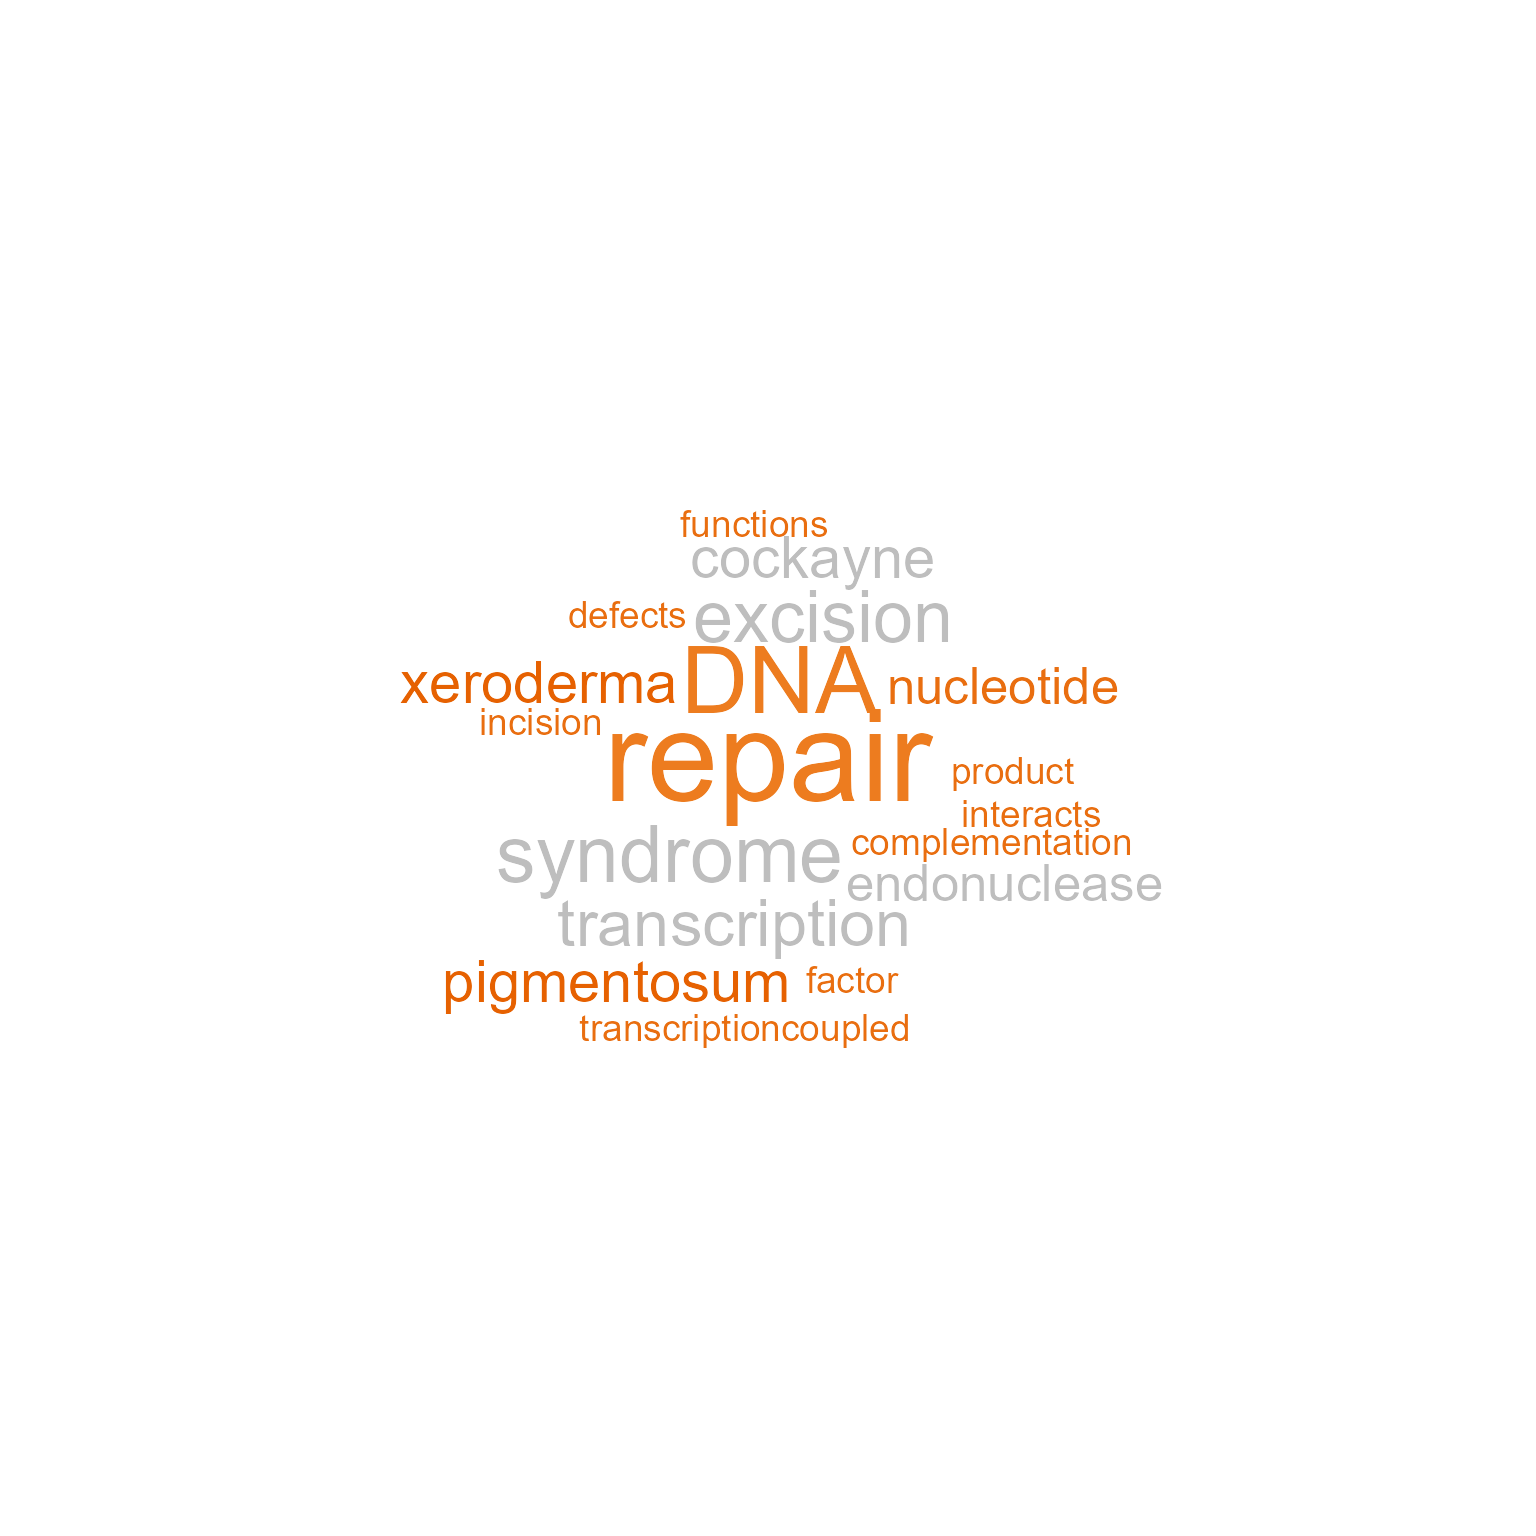 functions
cockayne
defects excision
xeroderma DNA nucleotide
incision
repair
product
interacts
syndrome complementation
endonuclease
transcription
pigmentosum factor
transcriptioncoupled